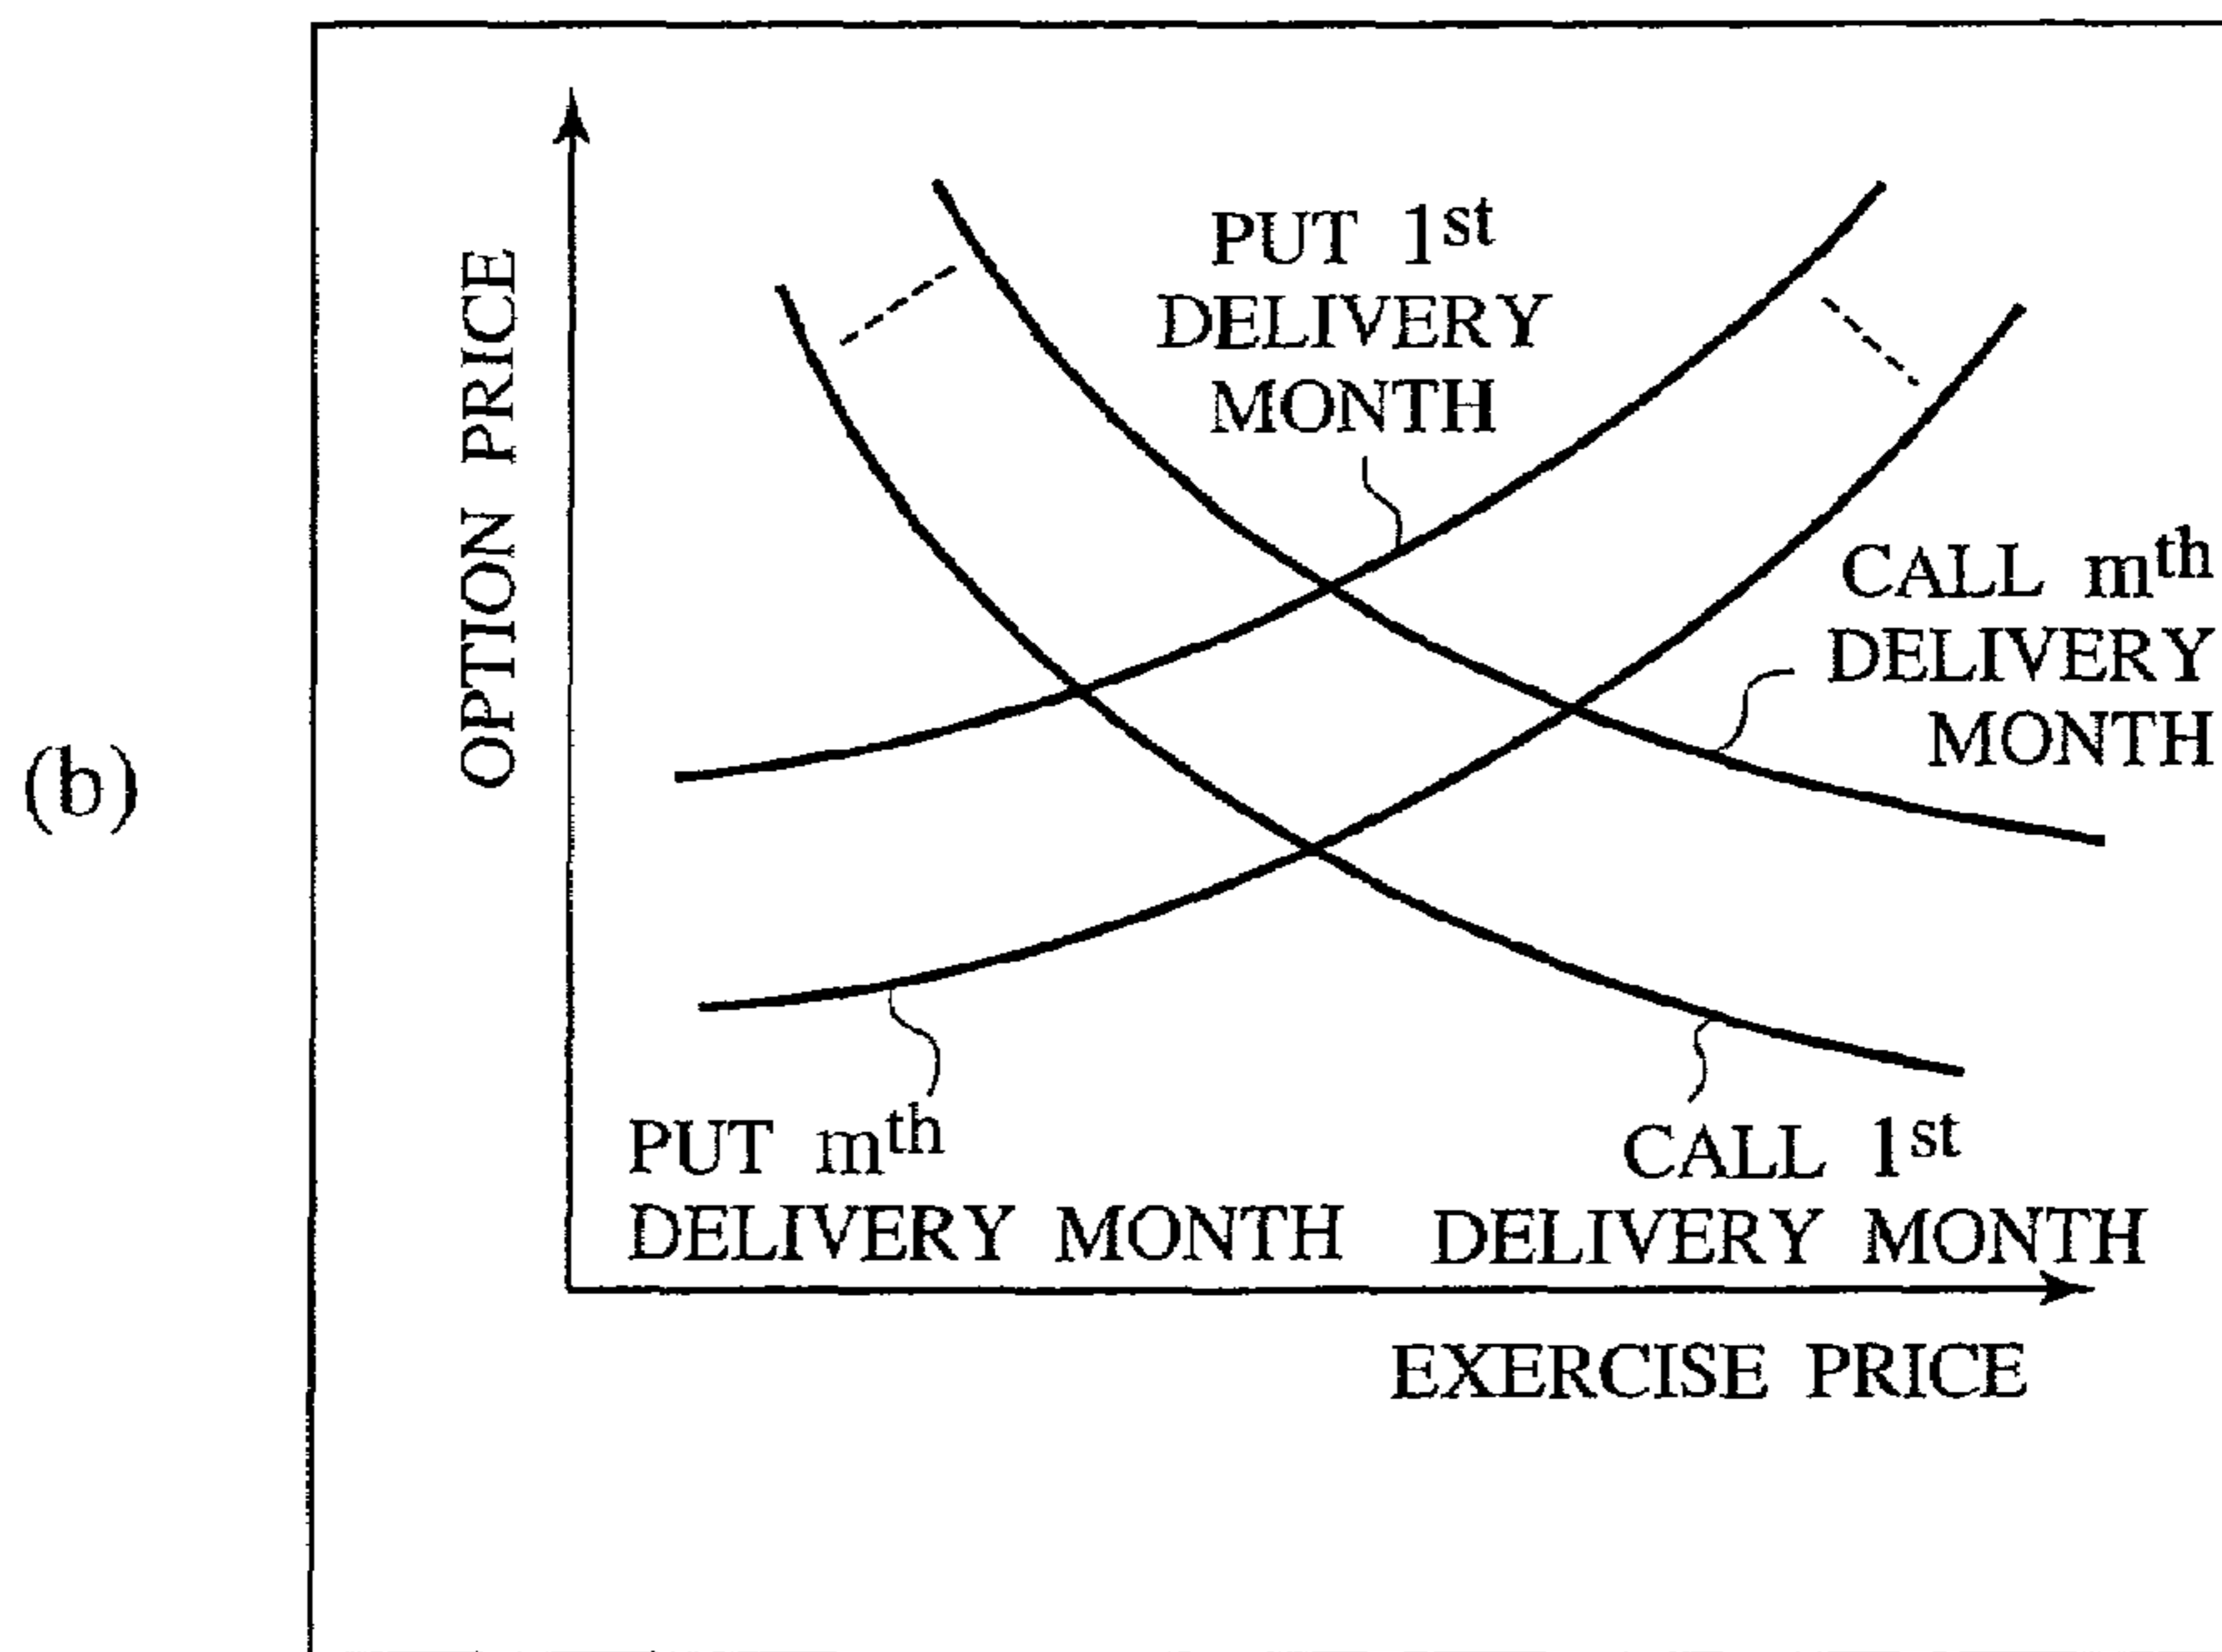 (b)
OPTION PRICE
PUT 1st
DELIVERY
MONTH
CALL mth
DELIVERY
MONTH
PUT mth
DELIVERY MONTH
CALL 1st
DELIVERY MONTH
EXERCISE PRICE